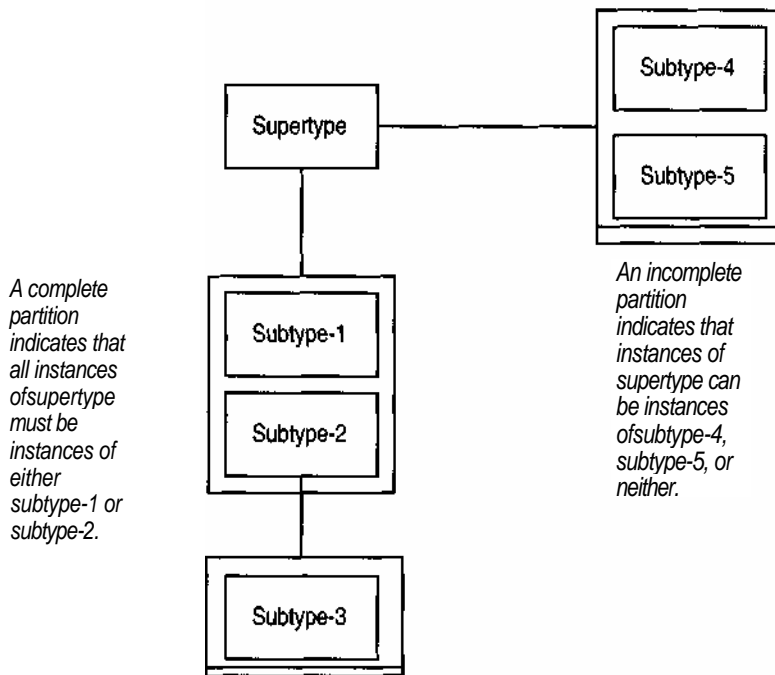 Subtype-4
Supertype
Subtype-5
A complete
partition
indicates that
all instances
ofsupertype
must be
instances of
either
subtype-1 or
subtype-2.
Subtype-1
Subtype-2
An incomplete
partition
indicates that
instances of
supertype can
be instances
ofsubtype-4,
subtype-5, or
neither.
Subtype-3